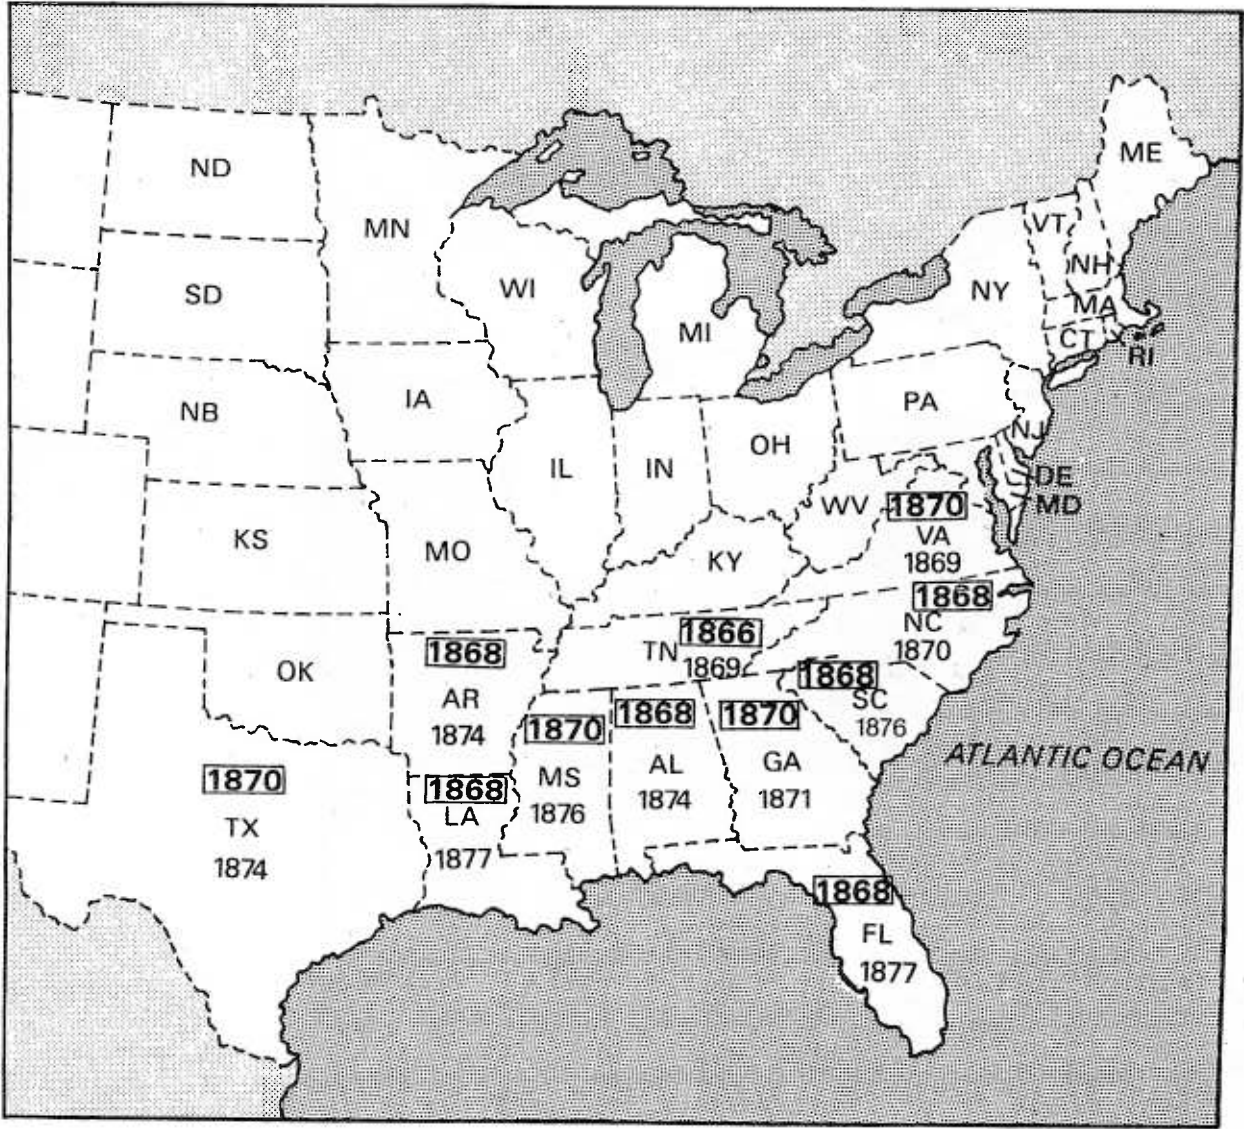 ME
ND
MN
VT
NH
WI
NY
SD
MA
MI
CT
RI
IA
PA
NB
NJ
OH
IL
IN
DE
WV
1870
MD
KS
MO
VA
KY
1869
1868
NC
1866
1870
TN
1869
1868
OK
1868
AR
SC
1874
1876
1870
1868
1870
ATLANTIC OCEAN
MS
AL
GA
1876
1874
1871
1870
1868
LA
TX
1877
1874
1868
FL
1877